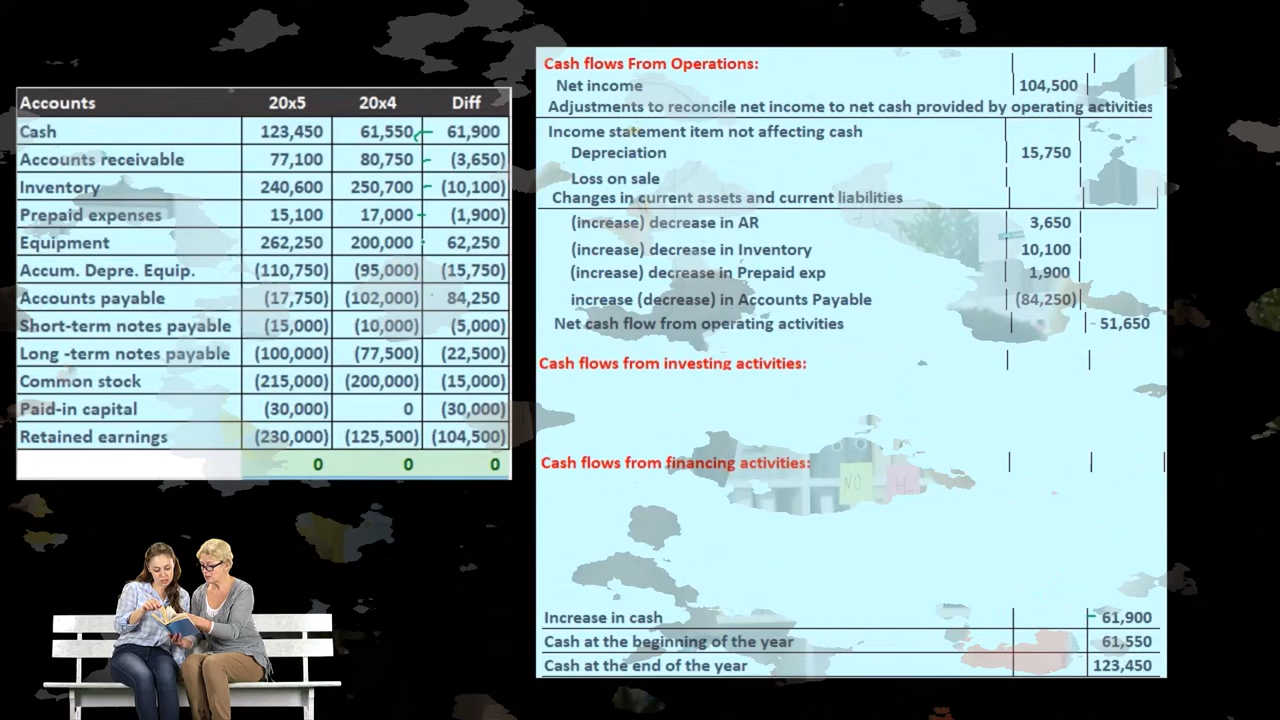 Accounts 20x5 20x4 Diff
Cash 123,450 61,550 61,900
Accounts receivable 77,100 80,750 (3,650)
Inventory 240,600 250,700 (10,100)
Prepaid expenses 15,100 17,000 (1,900)
Equipment 262,250 200,000 62,250
Accum. Depre. Equip. (110,750) (95,000) (15,750)
Accounts payable (17,750) (102,000) 84,250
Short-term notes payable (15,000) (10,000) (5,000)
Long -term notes payable (100,000) (77,500) (22,500)
Common stock (215,000) (200,000) (15,000)
Paid-in capital (30,000) 0 (30,000)
Retained earnings (230,000) (125,500) (104,500)
0 0 0
Cash flows From Operations:
Net income 104,500
Adjustments to reconcile net income to net cash provided by operating activities
Income statement item not affecting cash
Depreciation 15,750
Loss on sale
Changes in current assets and current liabilities
(increase) decrease in AR 3,650
(increase) decrease in Inventory 10,100
(increase) decrease in Prepaid exp 1,900
increase (decrease) in Accounts Payable (84,250)
Net cash flow from operating activities 51,650
Cash flows from investing activities:
Cash flows from financing activities:
NO H
Increase in cash 61,900
Cash at the beginning of the year 61,550
Cash at the end of the year 123,450